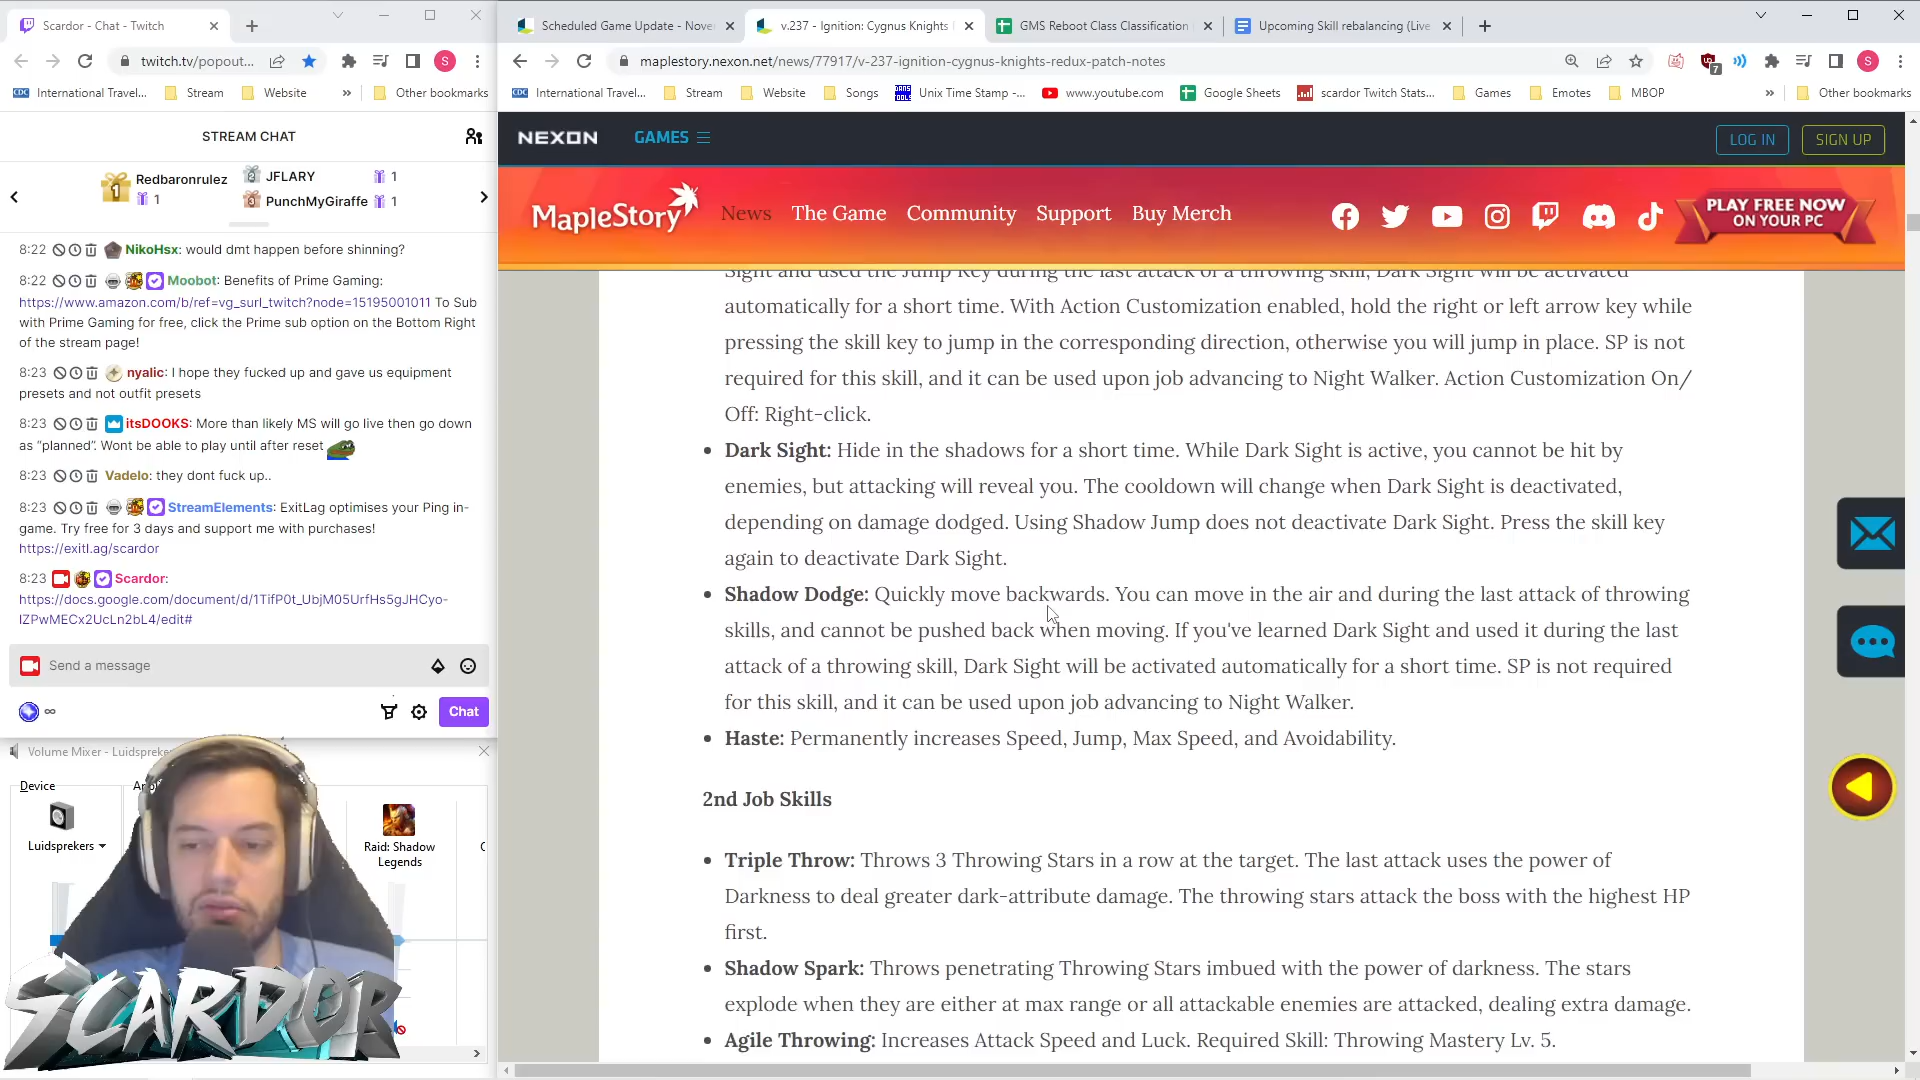 Scardor - Chat - Twitch
twitch.tv/popout...
International Travel...
Stream
Website
Other bookmarks
STREAM CHAT
Redbaronrulez
1
JFLARY 1
PunchMyGiraffe 1
8:22 NikoHsx: would dmt happen before shinning?
8:22 Moobot: Benefits of Prime Gaming:
https://www.amazon.com/b/ref=vg_surl_twitch?node=15195001011 To Sub
with Prime Gaming for free, click the Prime sub option on the Bottom Right
of the stream page!
8:23 nyalic: I hope they fucked up and gave us equipment
presets and not outfit presets
8:23 itsDOOKS: More than likely MS will go live then go down
as “planned”. Wont be able to play until after reset
8:23 Vadelo: they dont fuck up..
8:23 StreamElements: ExitLag optimises your Ping in-
game. Try free for 3 days and support me with purchases!
https://exitl.ag/scardor
8:23 Scardor:
https://docs.google.com/document/d/1TifP0t_UbjM05UrfHs5gJHCyo-
IZPwMECx2UcLn2bL4/edit#
Send a message
∞
Chat
Volume Mixer - Luidspreke
Device
Luidsprekers
Raid: Shadow
Legends
SCARDOR
Scheduled Game Update - Nove
v.237 - Ignition: Cygnus Knights
GMS Reboot Class Classification
Upcoming Skill rebalancing (Live
maplestory.nexon.net/news/77917/v-237-ignition-cygnus-knights-redux-patch-notes
7
International Travel...
Stream
Website
Songs
Unix Time Stamp -...
www.youtube.com
Google Sheets
scardor Twitch Stats...
Games
Emotes
MBOP
Other bookmarks
NEXON
GAMES
LOG IN
SIGN UP
MapleStory
News
The Game
Community
Support
Buy Merch
PLAY FREE NOW
ON YOUR PC
Sight and used the Jump Key during the last attack of a throwing skill, Dark Sight will be activated
automatically for a short time. With Action Customization enabled, hold the right or left arrow key while
pressing the skill key to jump in the corresponding direction, otherwise you will jump in place. SP is not
required for this skill, and it can be used upon job advancing to Night Walker. Action Customization On/
Off: Right-click.
Dark Sight: Hide in the shadows for a short time. While Dark Sight is active, you cannot be hit by
enemies, but attacking will reveal you. The cooldown will change when Dark Sight is deactivated,
depending on damage dodged. Using Shadow Jump does not deactivate Dark Sight. Press the skill key
again to deactivate Dark Sight.
Shadow Dodge: Quickly move backwards. You can move in the air and during the last attack of throwing
skills, and cannot be pushed back when moving. If you've learned Dark Sight and used it during the last
attack of a throwing skill, Dark Sight will be activated automatically for a short time. SP is not required
for this skill, and it can be used upon job advancing to Night Walker.
Haste: Permanently increases Speed, Jump, Max Speed, and Avoidability.
2nd Job Skills
Triple Throw: Throws 3 Throwing Stars in a row at the target. The last attack uses the power of
Darkness to deal greater dark-attribute damage. The throwing stars attack the boss with the highest HP
first.
Shadow Spark: Throws penetrating Throwing Stars imbued with the power of darkness. The stars
explode when they are either at max range or all attackable enemies are attacked, dealing extra damage.
Agile Throwing: Increases Attack Speed and Luck. Required Skill: Throwing Mastery Lv. 5.